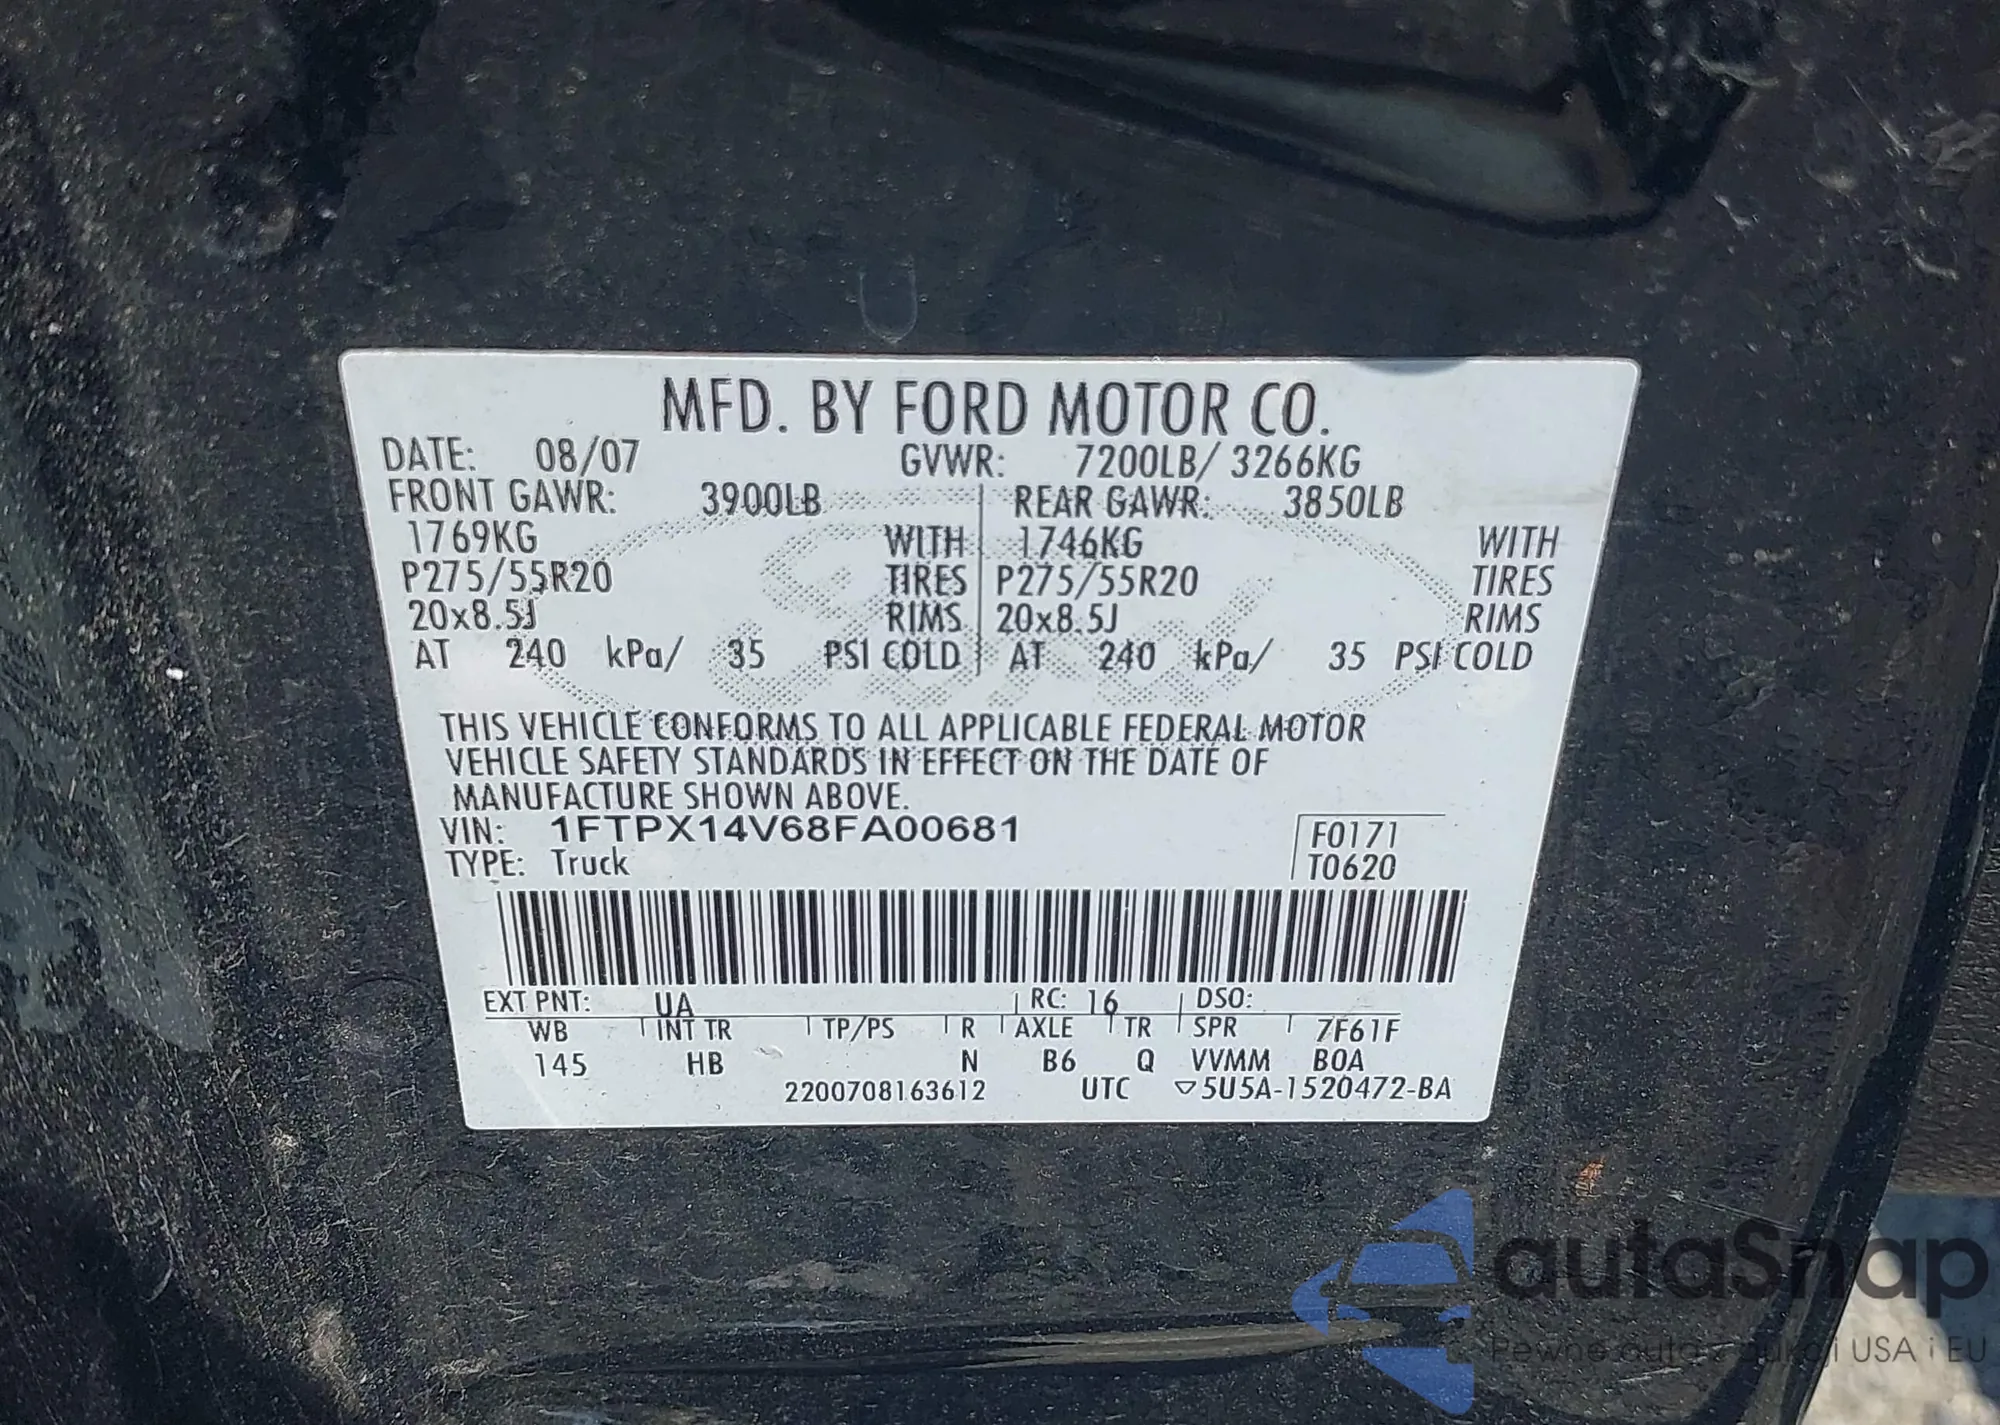 MFD. BY FORD MOTOR CO.
DATE: 08/07 GVWR: 7200LB/ 3266KG
FRONT GAWR: 3900LB REAR GAWR: 3850LB
1769KG WITH 1746KG WITH
P275/55R20 TIRES P275/55R20 TIRES
20x8.5J RIMS 20x8.5J RIMS
AT 240 kPa/ 35 PSI COLD AT 240 kPa/ 35 PSI COLD
THIS VEHICLE CONFORMS TO ALL APPLICABLE FEDERAL MOTOR
VEHICLE SAFETY STANDARDS IN EFFECT ON THE DATE OF
MANUFACTURE SHOWN ABOVE.
VIN: 1FTPX14V68FA00681 F0171
TYPE: Truck T0620
EXT PNT: UA RC: 16 DSO:
WB INT TR TP/PS R AXLE TR SPR 7F61F
145 HB N B6 Q VVMM B0A
2200708163612 UTC ▽5U5A-1520472-BA
autaSnap
Pewne auta z aukcji USA i EU